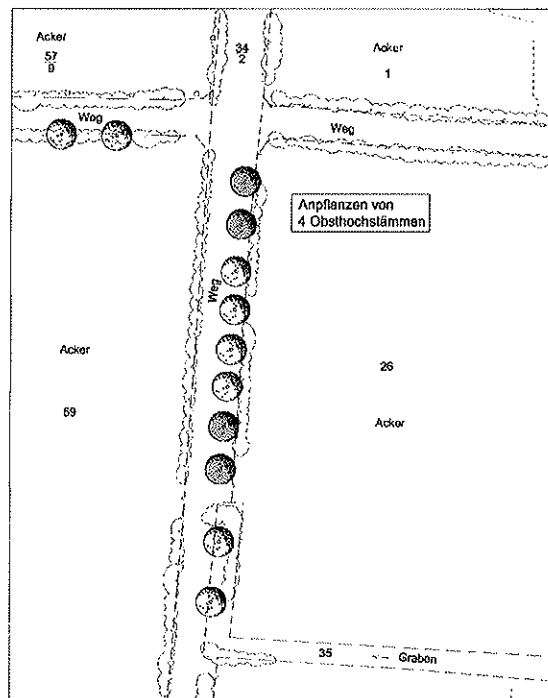 Acker
57
9
34
2
Acker
1
Weg
Weg
Anpflanzen von
4 Obsthochstämmen
Weg
Acker
69
26
Acker
35
Graben